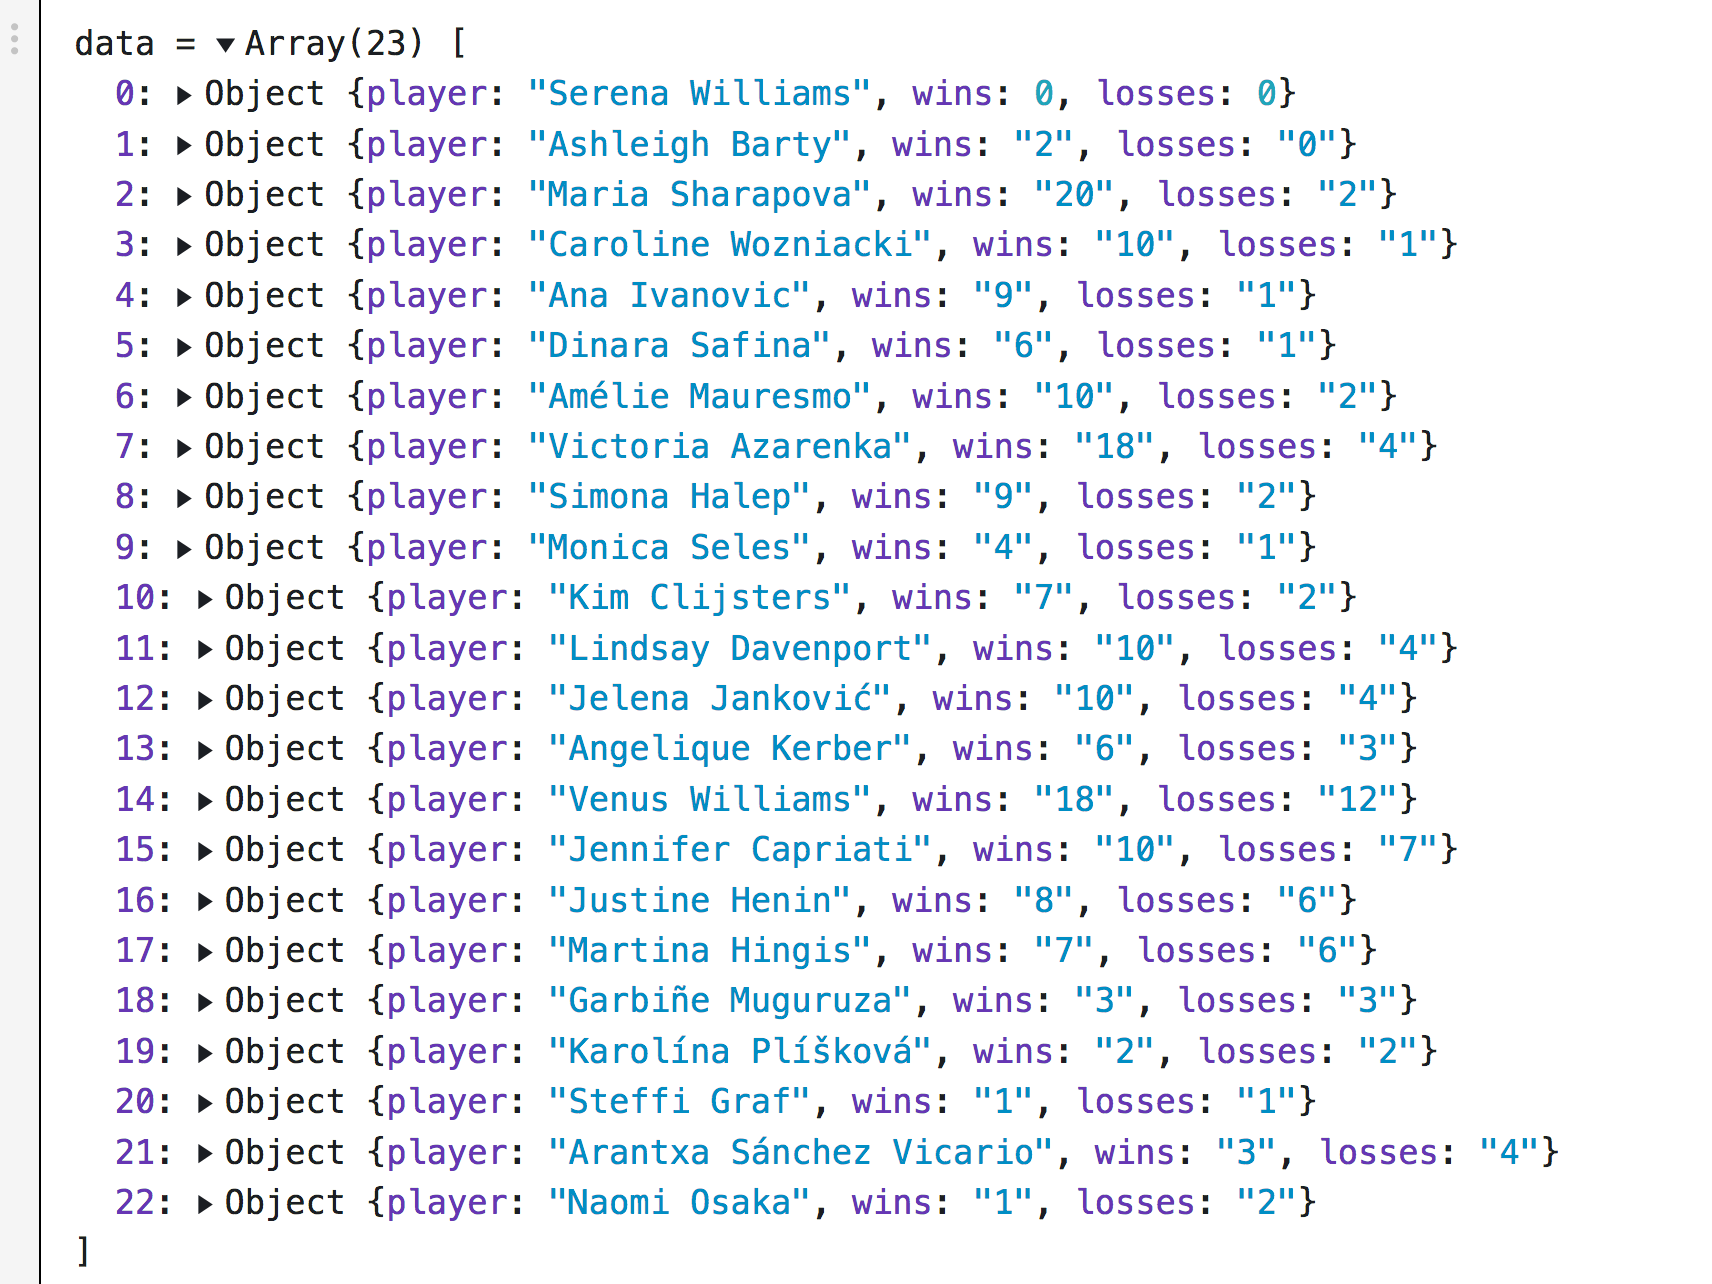 data = ▼Array(23) [
0: ▶Object {player: "Serena Williams", wins: 0, losses: 0}
1: ▶Object {player: "Ashleigh Barty", wins: "2", losses: "0"}
2: ▶Object {player: "Maria Sharapova", wins: "20", losses: "2"}
3: ▶Object {player: "Caroline Wozniacki", wins: "10", losses: "1"}
4: ▶Object {player: "Ana Ivanovic", wins: "9", losses: "1"}
5: ▶Object {player: "Dinara Safina", wins: "6", losses: "1"}
6: ▶Object {player: "Amélie Mauresmo", wins: "10", losses: "2"}
7: ▶Object {player: "Victoria Azarenka", wins: "18", losses: "4"}
8: ▶Object {player: "Simona Halep", wins: "9", losses: "2"}
9: ▶Object {player: "Monica Seles", wins: "4", losses: "1"}
10: ▶Object {player: "Kim Clijsters", wins: "7", losses: "2"}
11: ▶Object {player: "Lindsay Davenport", wins: "10", losses: "4"}
12: ▶Object {player: "Jelena Janković", wins: "10", losses: "4"}
13: ▶Object {player: "Angelique Kerber", wins: "6", losses: "3"}
14: ▶Object {player: "Venus Williams", wins: "18", losses: "12"}
15: ▶Object {player: "Jennifer Capriati", wins: "10", losses: "7"}
16: ▶Object {player: "Justine Henin", wins: "8", losses: "6"}
17: ▶Object {player: "Martina Hingis", wins: "7", losses: "6"}
18: ▶Object {player: "Garbiñe Muguruza", wins: "3", losses: "3"}
19: ▶Object {player: "Karolína Plíšková", wins: "2", losses: "2"}
20: ▶Object {player: "Steffi Graf", wins: "1", losses: "1"}
21: ▶Object {player: "Arantxa Sánchez Vicario", wins: "3", losses: "4"}
22: ▶Object {player: "Naomi Osaka", wins: "1", losses: "2"}
]